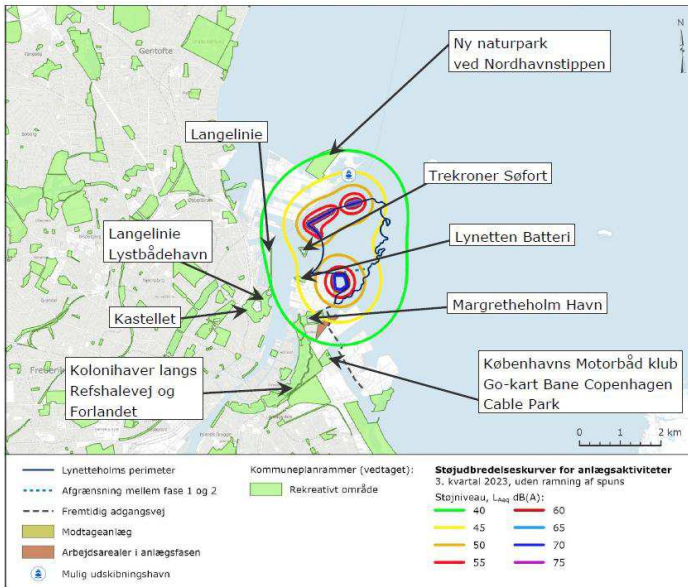 Gentofte
N
Ny naturpark
ved Nordhavnstippen
Langelinie
Trekroner Søfort
Langelinie
Lystbådehavn
Lynetten Batteri
Kastellet
Margretheholm Havn
Kolonihaver langs
Refshalevej og
Forlandet
Københavns Motorbåd klub
Go-kart Bane Copenhagen
Cable Park
Frederik
0 1 2 km
Lynetteholms perimeter
Afgrænsning mellem fase 1 og 2
Fremtidig adgangsvej
Modtageanlæg
Arbejdsarealer i anlægsfasen
Mulig udskibningshavn
Kommuneplanrammer (vedtaget):
Rekreativt område
Støjudbredelseskurver for anlægsaktiviteter
3. kvartal 2023, uden ramning af spuns
Støjniveau, LAeq dB(A):
40 60
45 65
50 70
55 75